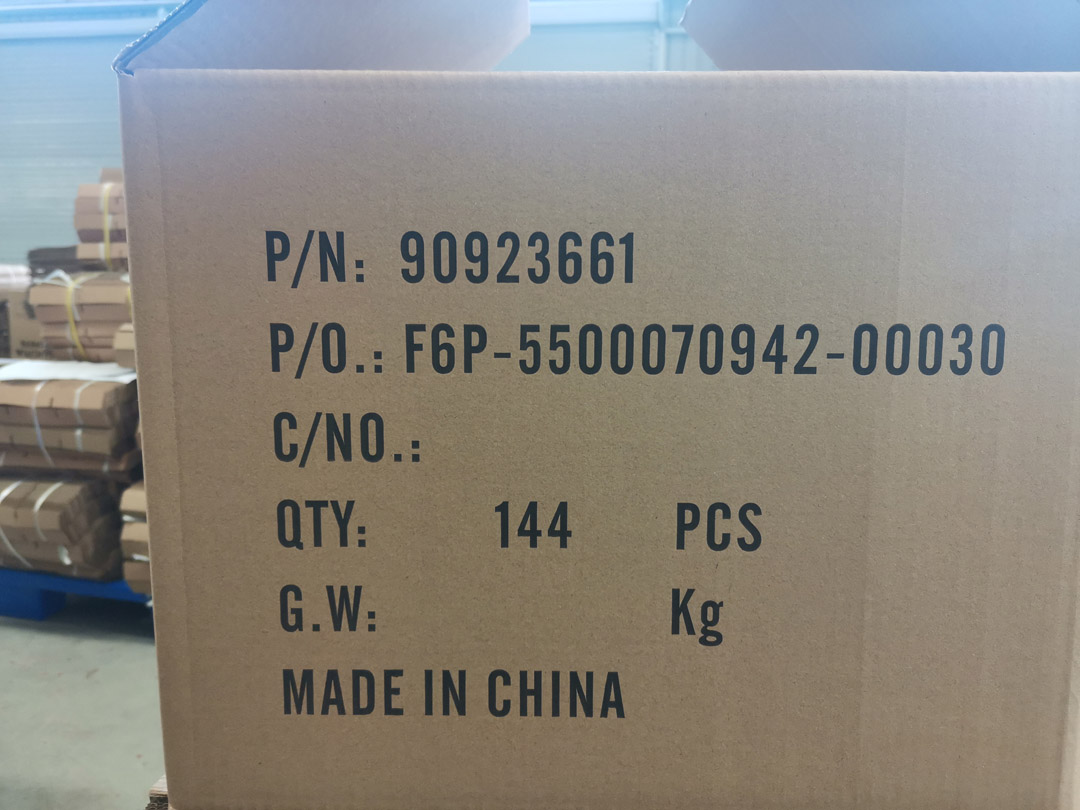 P/N: 90923661
P/O.: F6P-5500070942-00030
C/NO.:
QTY: 144 PCS
G.W: Kg
MADE IN CHINA